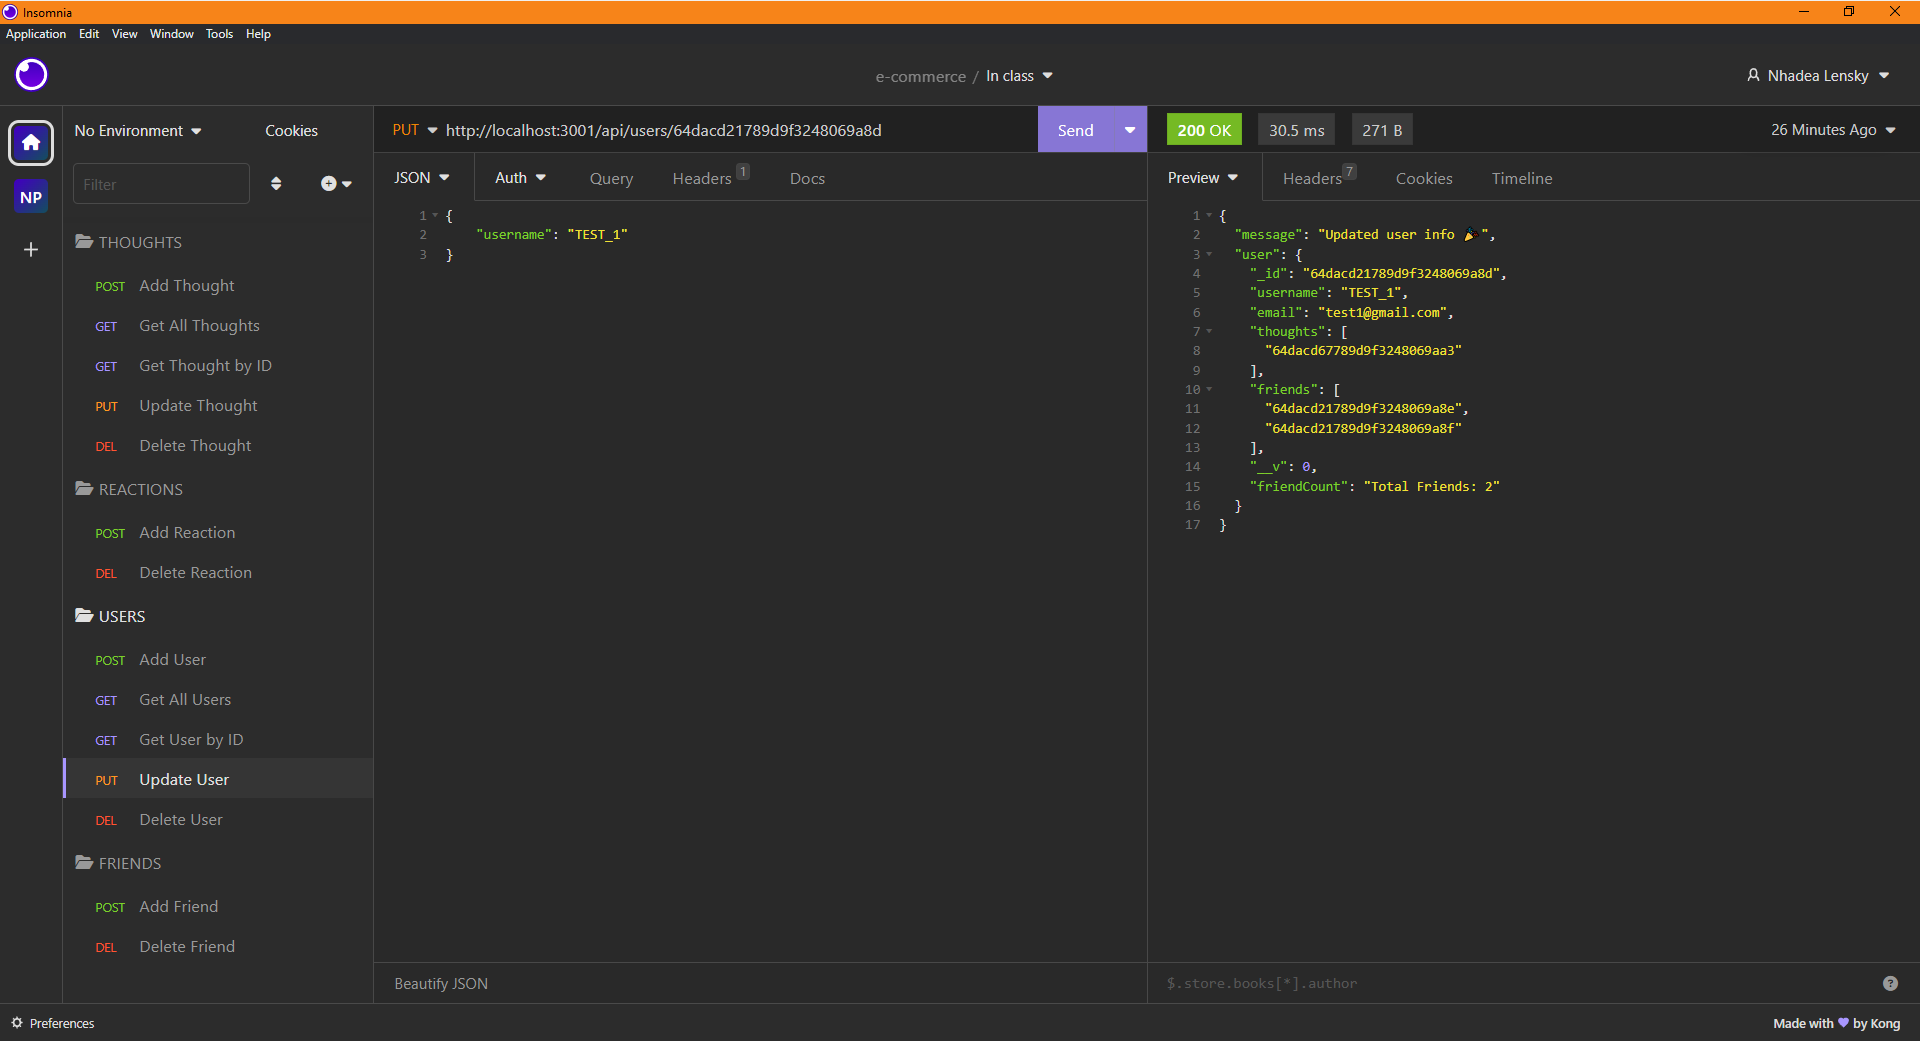 Insomnia
Application Edit View Window Tools Help
e-commerce / In class
Nhadea Lensky
NP
No Environment
Cookies
Filter
THOUGHTS
POST Add Thought
GET Get All Thoughts
GET Get Thought by ID
PUT Update Thought
DEL Delete Thought
REACTIONS
POST Add Reaction
DEL Delete Reaction
USERS
POST Add User
GET Get All Users
GET Get User by ID
PUT Update User
DEL Delete User
FRIENDS
POST Add Friend
DEL Delete Friend
PUT http://localhost:3001/api/users/64dacd21789d9f3248069a8d
Send
JSON Auth Query Headers 1 Docs
1 {
2 "username": "TEST_1"
3 }
Beautify JSON
200 OK 30.5 ms 271 B
26 Minutes Ago
Preview Headers 7 Cookies Timeline
1 {
2 "message": "Updated user info 🎉",
3 "user": {
4 "_id": "64dacd21789d9f3248069a8d",
5 "username": "TEST_1",
6 "email": "test1@gmail.com",
7 "thoughts": [
8 "64dacd67789d9f3248069aa3"
9 ],
10 "friends": [
11 "64dacd21789d9f3248069a8e",
12 "64dacd21789d9f3248069a8f"
13 ],
14 "__v": 0,
15 "friendCount": "Total Friends: 2"
16 }
17 }
$.store.books[*].author
?
Preferences
Made with 💜 by Kong